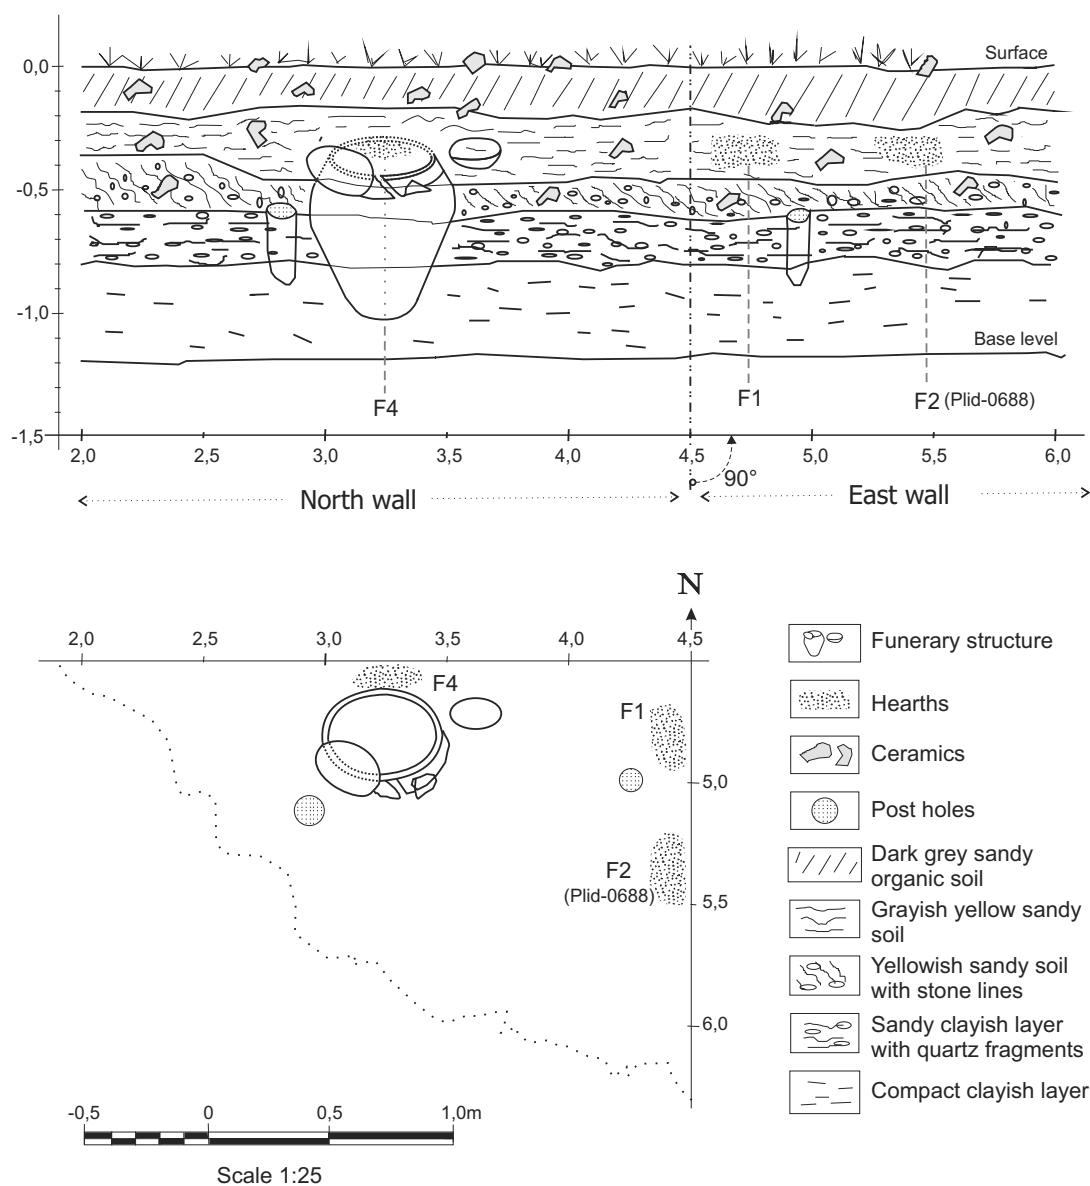 Surface
0,0
-0,5
-1,0
Base level
F4
F1
F2 (Plid-0688)
-1,5
2,0 2,5 3,0 3,5 4,0 4,5 5,0 5,5 6,0
90°
North wall
East wall
N
2,0 2,5 3,0 3,5 4,0 4,5
F4
F1
5,0
F2
(Plid-0688)
5,5
6,0
Funerary structure
Hearths
Ceramics
Post holes
Dark grey sandy
organic soil
Grayish yellow sandy
soil
Yellowish sandy soil
with stone lines
Sandy clayish layer
with quartz fragments
Compact clayish layer
-0,5 0 0,5 1,0m
Scale 1:25